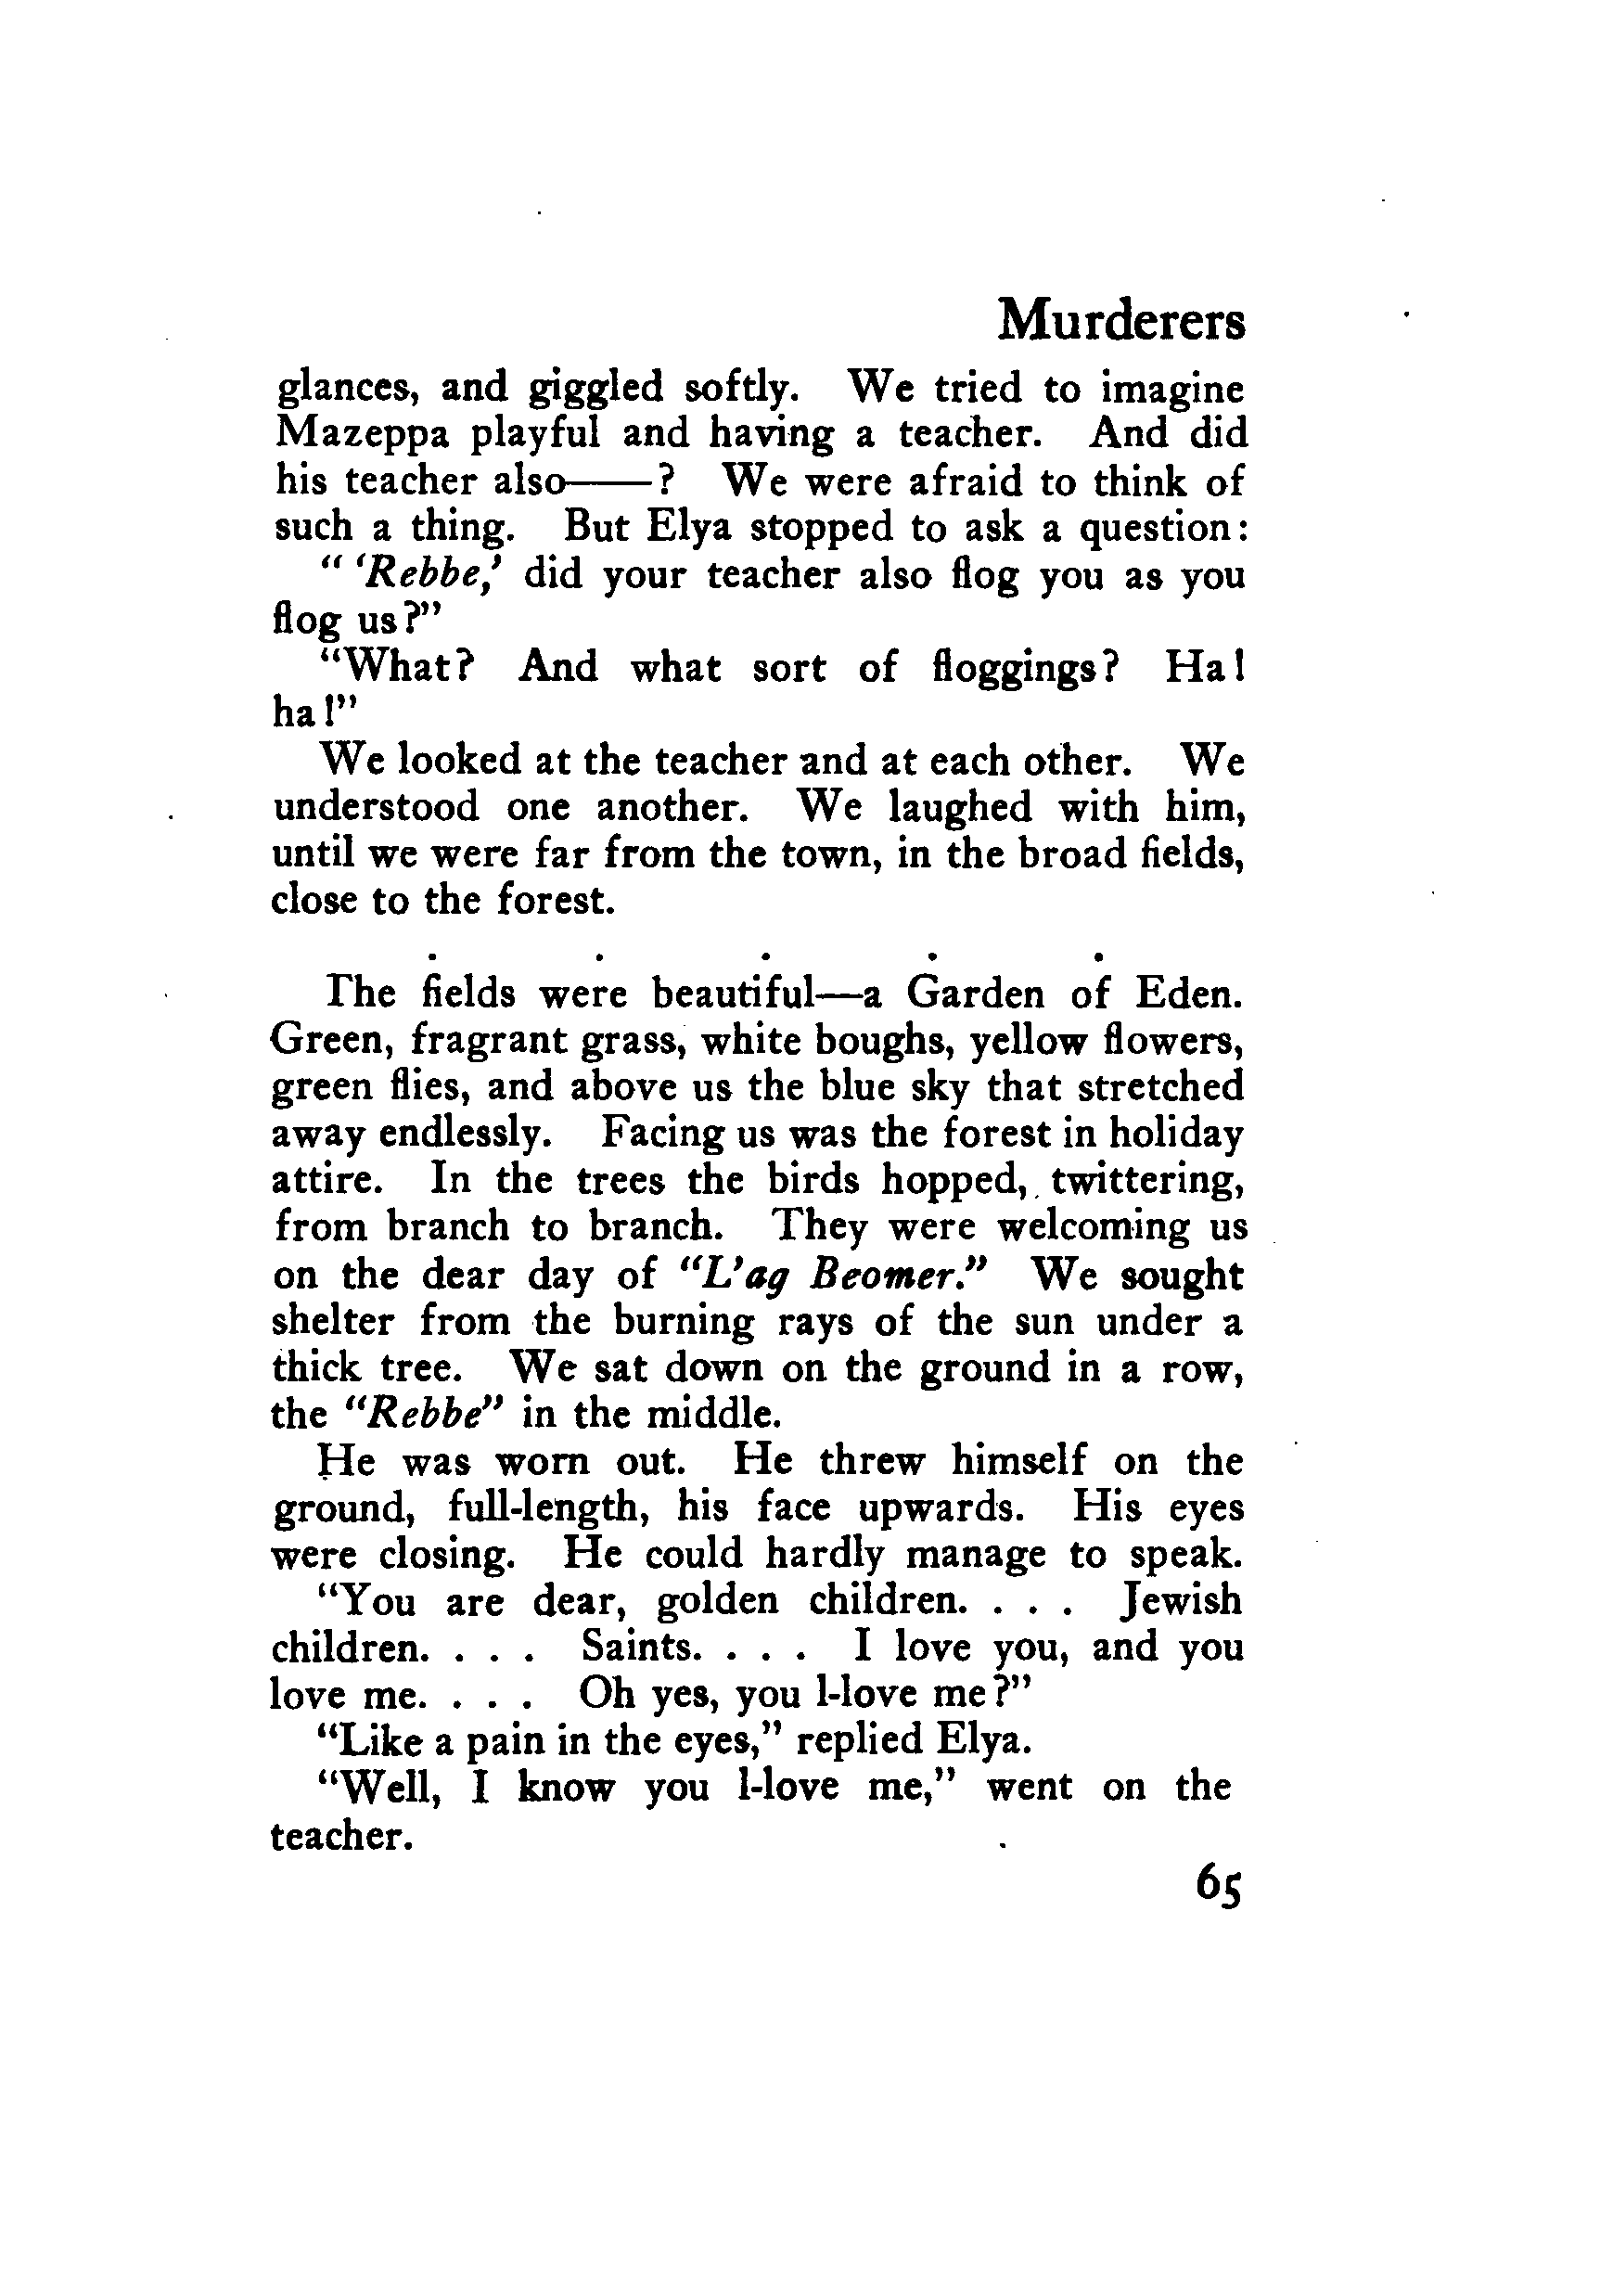 Murderers
glances, and giggled softly. We tried to imagine
Mazeppa playful and having a teacher. And did
his teacher also——? We were afraid to think of
such a thing. But Elya stopped to ask a question:
" 'Rebbe,' did your teacher also flog you as you
flog us?"
"What? And what sort of floggings? Ha!
ha!"
We looked at the teacher and at each other. We
understood one another. We laughed with him,
until we were far from the town, in the broad fields,
close to the forest.
. . . . .
The fields were beautiful—a Garden of Eden.
Green, fragrant grass, white boughs, yellow flowers,
green flies, and above us the blue sky that stretched
away endlessly. Facing us was the forest in holiday
attire. In the trees the birds hopped, twittering,
from branch to branch. They were welcoming us
on the dear day of "L'ag Beomer." We sought
shelter from the burning rays of the sun under a
thick tree. We sat down on the ground in a row,
the "Rebbe" in the middle.
He was worn out. He threw himself on the
ground, full-length, his face upwards. His eyes
were closing. He could hardly manage to speak.
"You are dear, golden children. . . . Jewish
children. . . . Saints. . . . I love you, and you
love me. . . . Oh yes, you l-love me?"
"Like a pain in the eyes," replied Elya.
"Well, I know you l-love me," went on the
teacher.
65